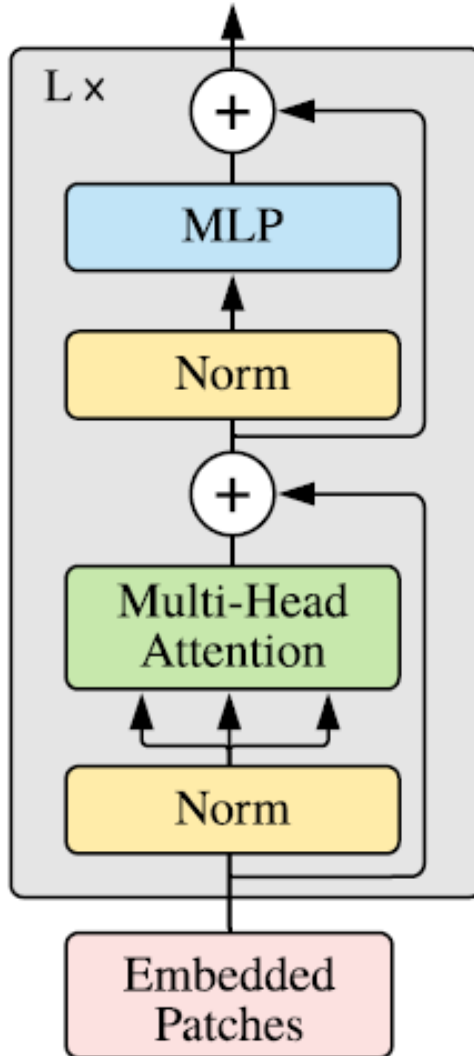 L ×
+
MLP
Norm
+
Multi-Head
Attention
Norm
Embedded
Patches